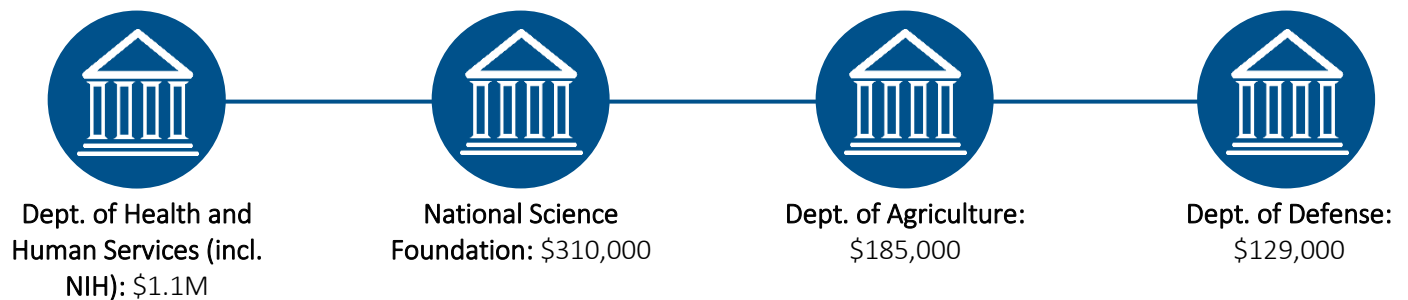 Dept. of Health and
Human Services (incl.
NIH): $1.1M
National Science
Foundation: $310,000
Dept. of Agriculture:
$185,000
Dept. of Defense:
$129,000